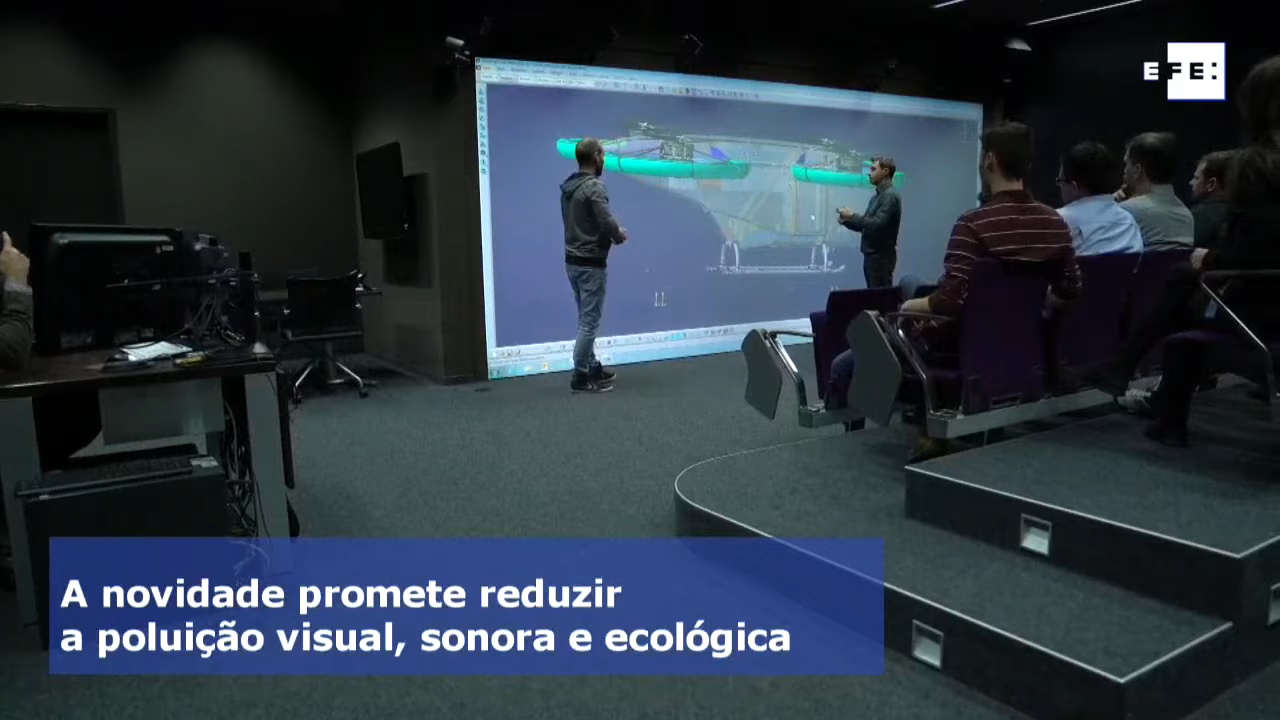 EFE:
A novidade promete reduzir
a poluição visual, sonora e ecológica